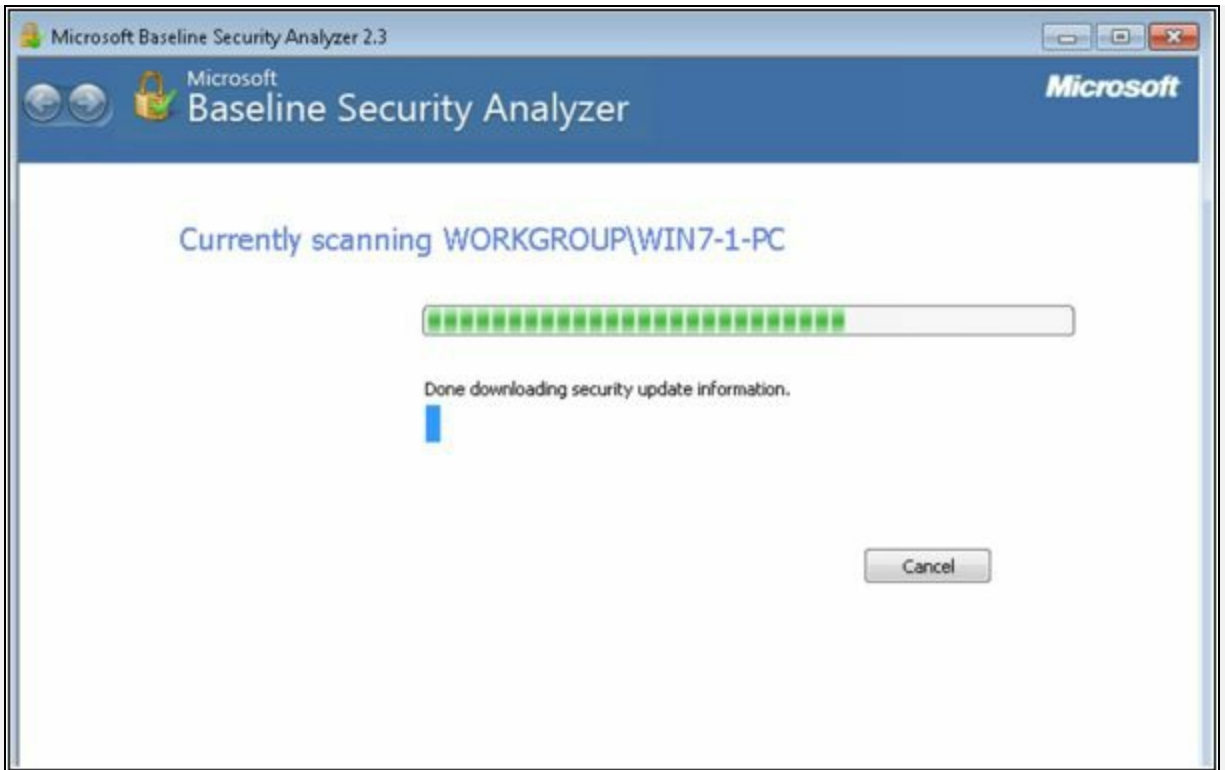 Microsoft Baseline Security Analyzer 2.3
Microsoft
Baseline Security Analyzer
Microsoft
Currently scanning WORKGROUP\WIN7-1-PC
Done downloading security update information.
Cancel